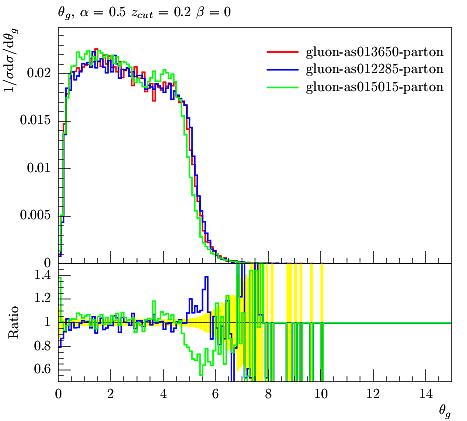 θg, α = 0.5 zcut = 0.2 β = 0
1/σdσ/dθg
gluon-as013650-parton
gluon-as012285-parton
gluon-as015015-parton
0.02
0.015
0.01
0.005
0
Ratio
1.4
1.2
1
0.8
0.6
0 2 4 6 8 10 12 14
θg